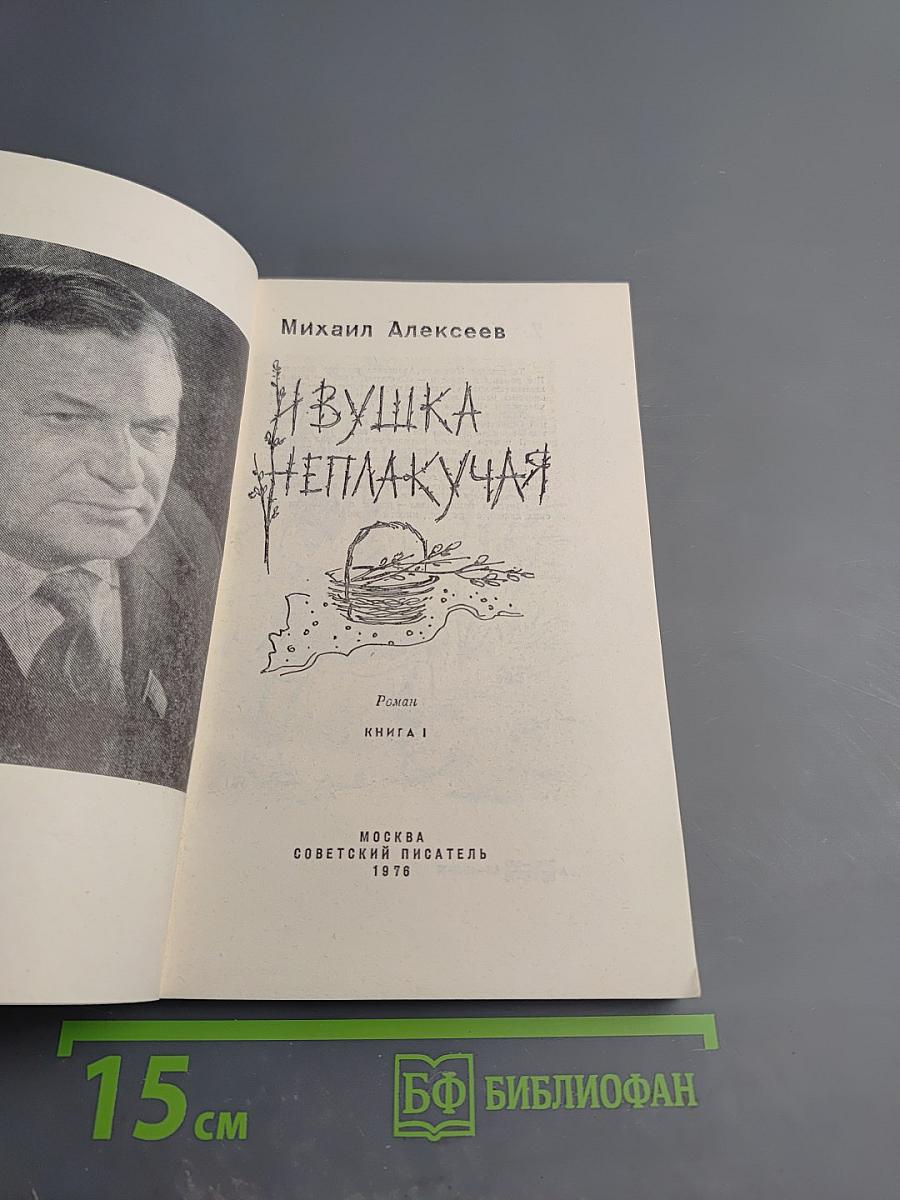 Михаил Алексеев
ИВУШКА
НЕПЛАКУЧАЯ
Роман
КНИГА I
МОСКВА
СОВЕТСКИЙ ПИСАТЕЛЬ
1976
15 СМ
БФ БИБЛИОФАН